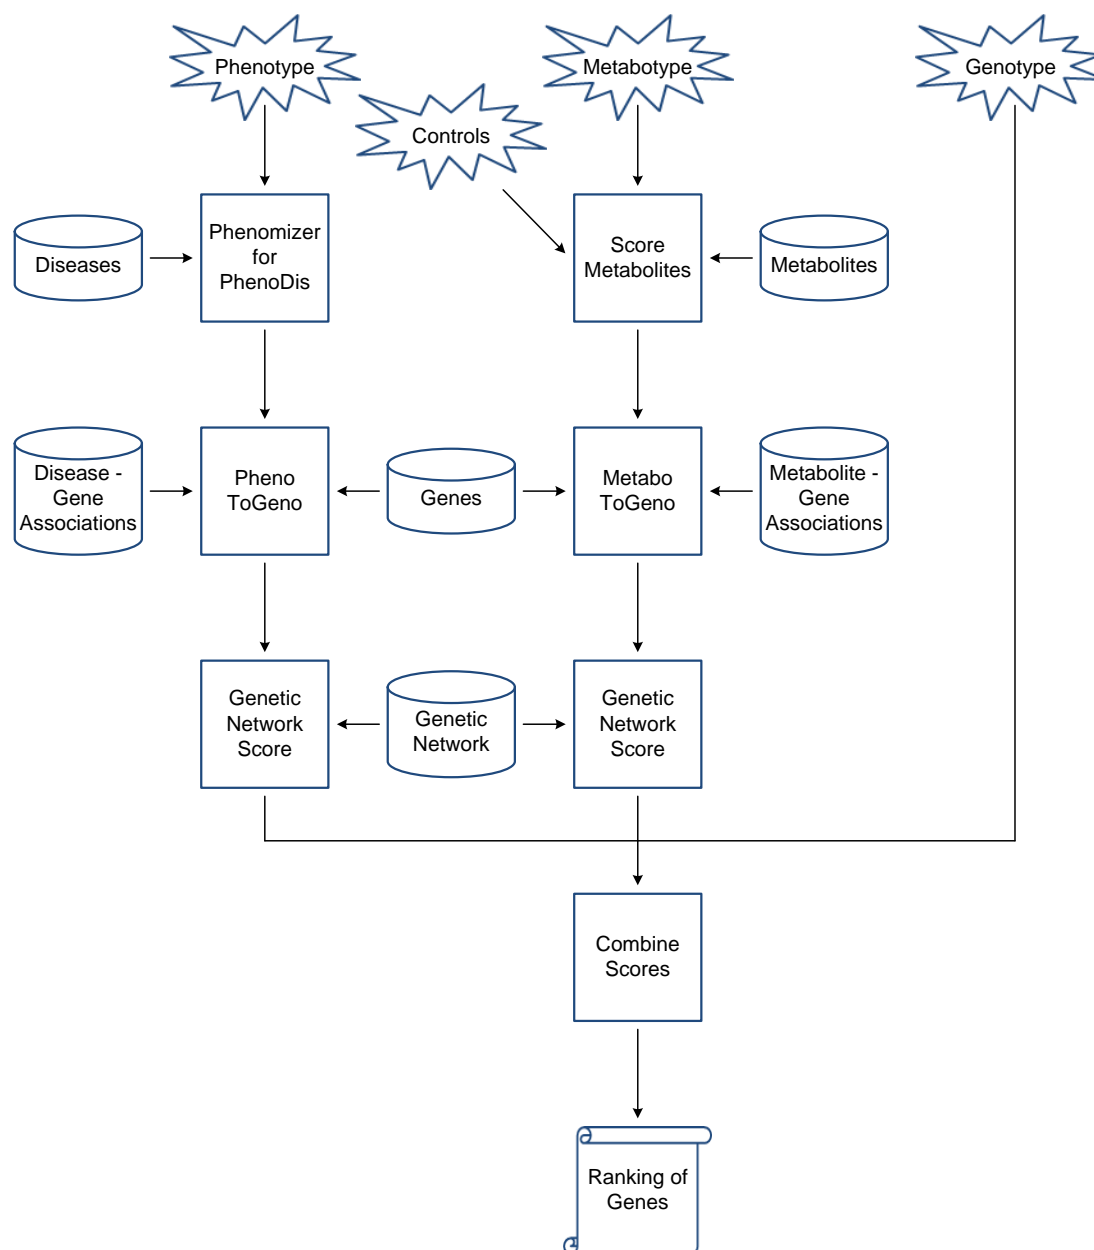 Phenotype
Metabotype
Genotype
Controls
Diseases
Phenomizer
for
PhenoDis
Score
Metabolites
Metabolites
Disease -
Gene
Associations
Pheno
ToGeno
Genes
Metabo
ToGeno
Metabolite -
Gene
Associations
Genetic
Network
Score
Genetic
Network
Genetic
Network
Score
Combine
Scores
Ranking of
Genes